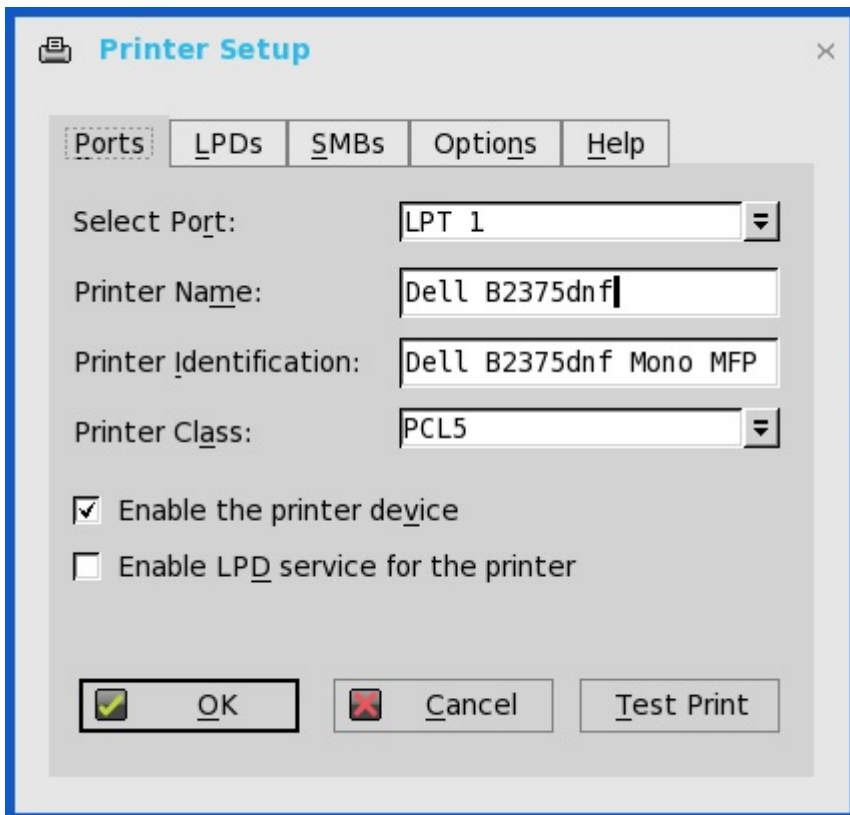 Printer Setup
Ports LPDs SMBs Options Help
Select Port: LPT 1
Printer Name: Dell B2375dnf
Printer Identification: Dell B2375dnf Mono MFP
Printer Class: PCL5
Enable the printer device
Enable LPD service for the printer
OK Cancel Test Print